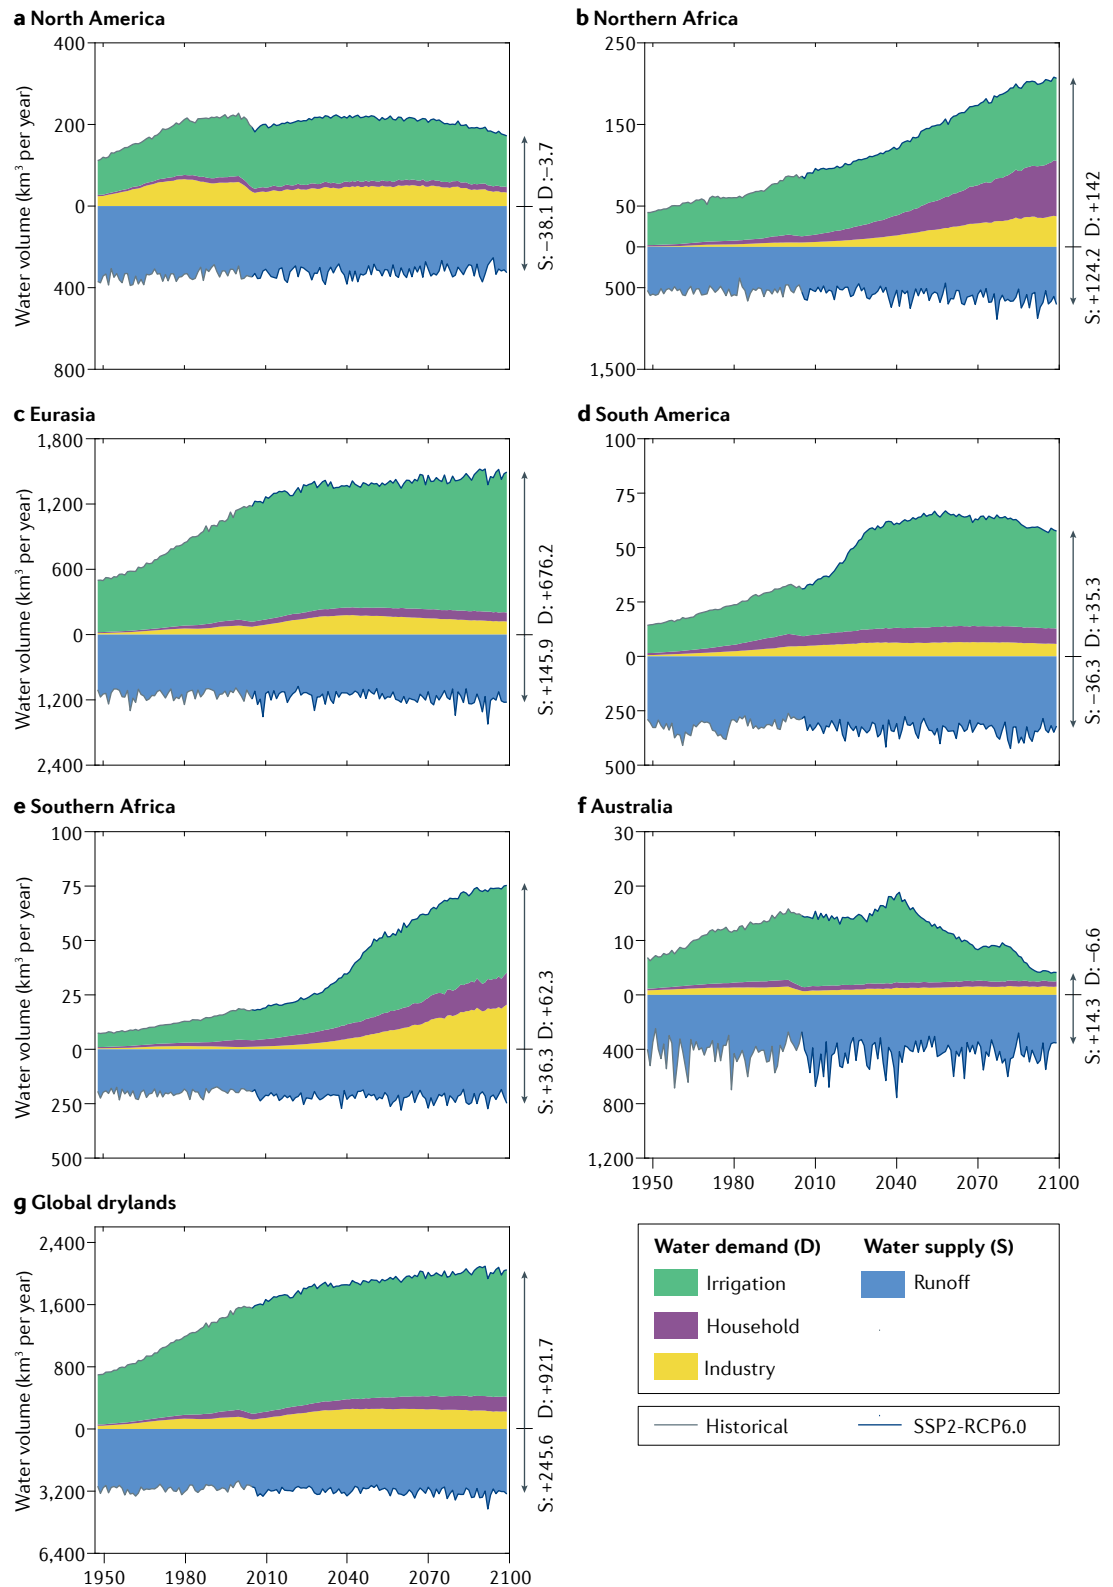 a North America
400
200
0
400
800
Water volume (km³ per year)
S: −38.1 D :−3.7
b Northern Africa
250
150
50
0
500
1,500
S: +124.2 D: +142
c Eurasia
1,800
1,200
600
0
1,200
2,400
Water volume (km³ per year)
S: +145.9 D: +676.2
d South America
100
75
50
25
0
250
500
S: −36.3 D: +35.3
e Southern Africa
100
75
50
25
0
250
500
Water volume (km³ per year)
S: +36.3 D: +62.3
f Australia
30
20
10
0
400
800
1,200
1950 1980 2010 2040 2070 2100
S: +14.3 D: −6.6
g Global drylands
2,400
1,600
800
0
3,200
6,400
1950 1980 2010 2040 2070 2100
Water volume (km³ per year)
S: +245.6 D: +921.7
Water demand (D) Water supply (S)
Irrigation Runoff
Household
Industry
Historical SSP2-RCP6.0